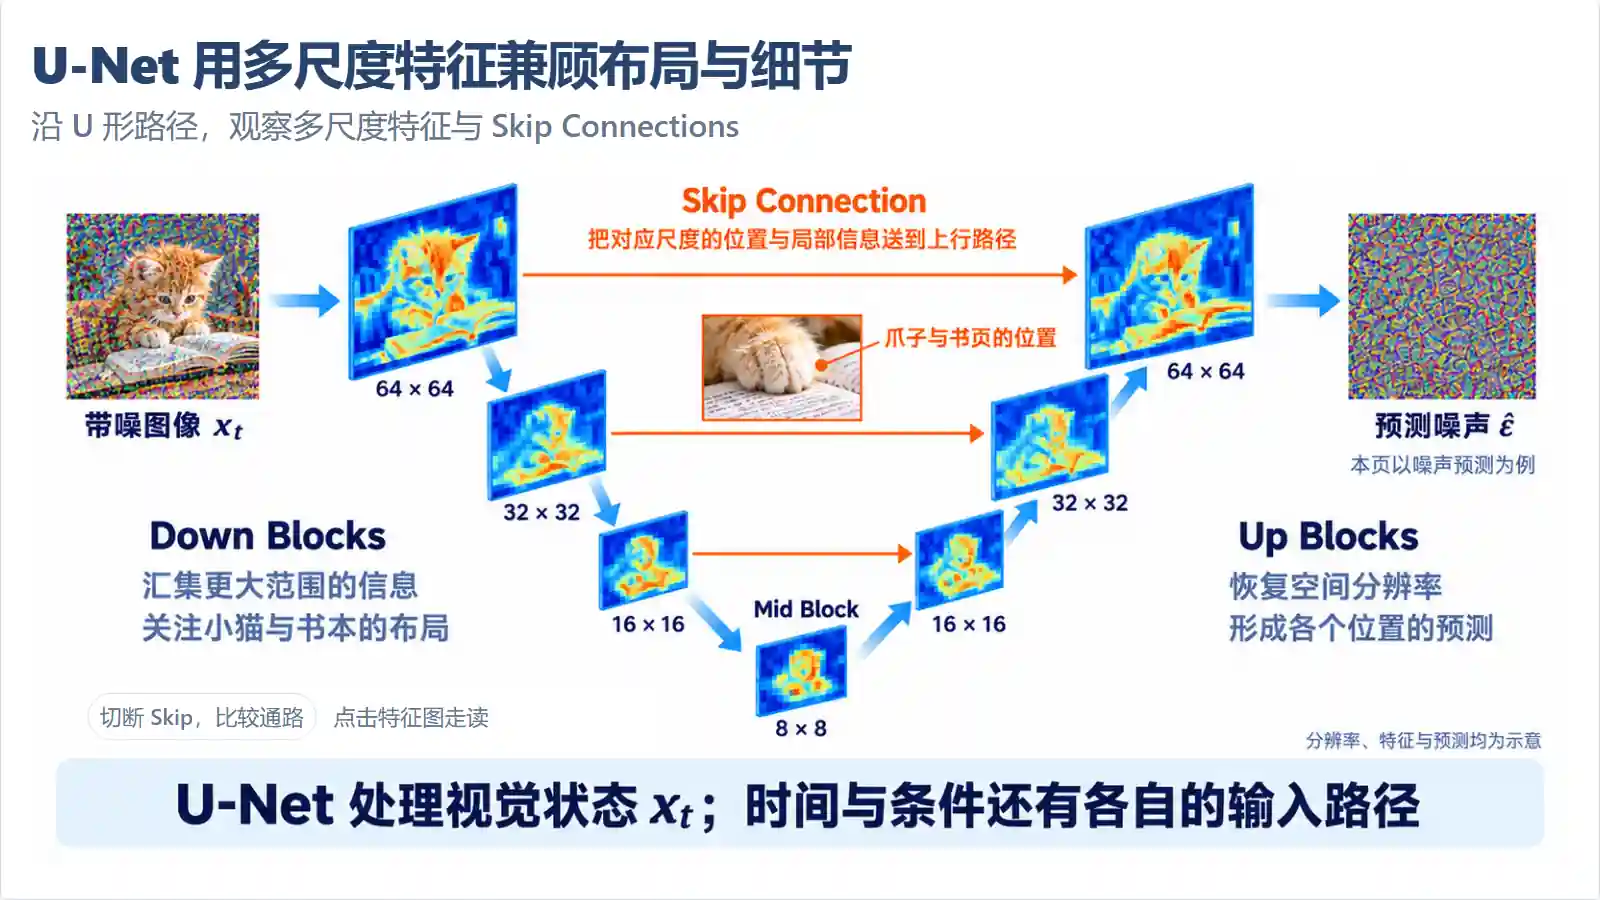 U-Net 用多尺度特征兼顾布局与细节
沿 U 形路径，观察多尺度特征与 Skip Connections
Skip Connection
把对应尺度的位置与局部信息送到上行路径
爪子与书页的位置
64 × 64
64 × 64
带噪图像 xₜ
预测噪声 ε̂
本页以噪声预测为例
32 × 32
32 × 32
Down Blocks
汇集更大范围的信息
关注小猫与书本的布局
Up Blocks
恢复空间分辨率
形成各个位置的预测
16 × 16
Mid Block
16 × 16
8 × 8
切断 Skip，比较通路
点击特征图走读
分辨率、特征与预测均为示意
U-Net 处理视觉状态 xₜ；时间与条件还有各自的输入路径